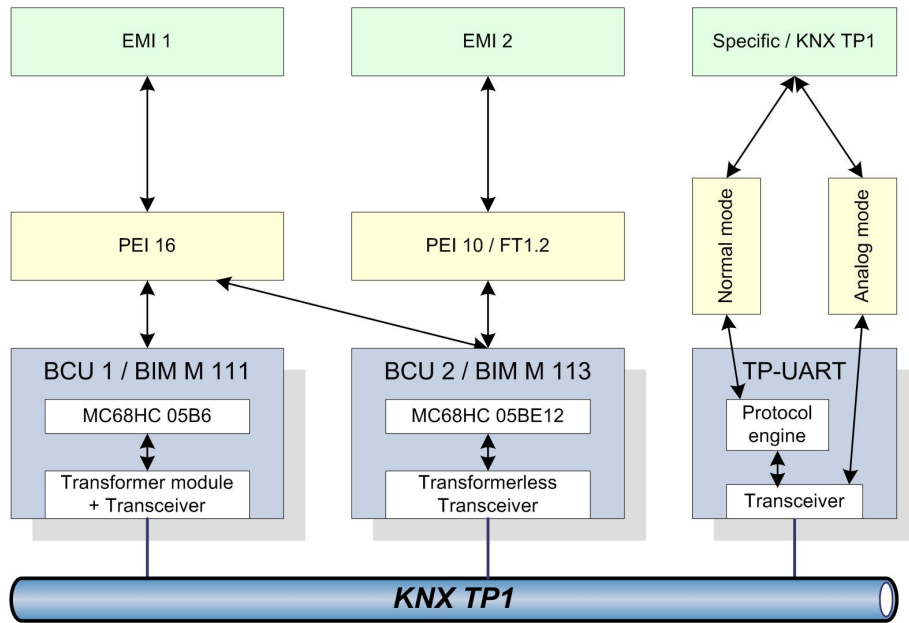 EMI 1
EMI 2
Specific / KNX TP1
PEI 16
PEI 10 / FT1.2
Normal mode
Analog mode
BCU 1 / BIM M 111
MC68HC 05B6
Transformer module
+ Transceiver
BCU 2 / BIM M 113
MC68HC 05BE12
Transformerless
Transceiver
TP-UART
Protocol
engine
Transceiver
KNX TP1